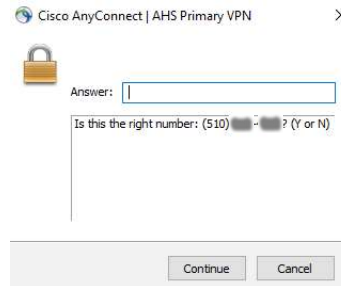 Cisco AnyConnect | AHS Primary VPN
Answer:
Is this the right number: (510) - ? (Y or N)
Continue
Cancel